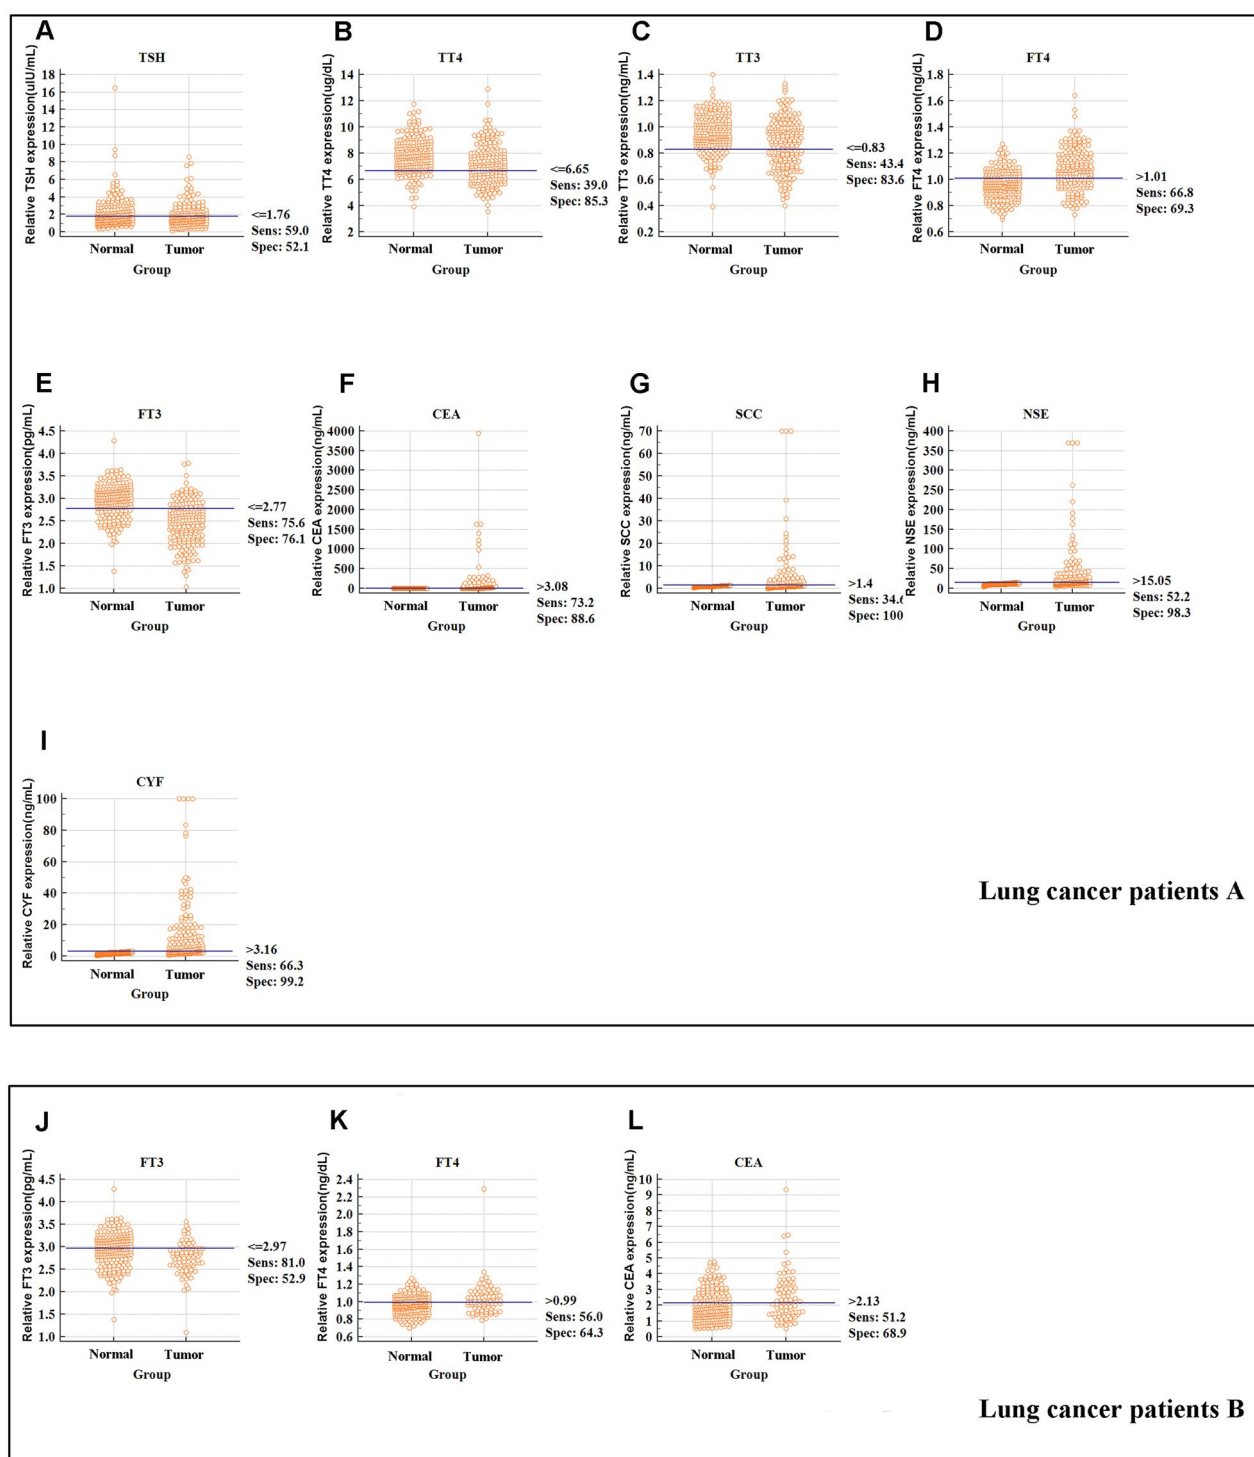 A
TSH
Relative TSH expression(uIU/mL)
18
16
14
12
10
8
6
4
2
0
Normal Tumor
Group
<=1.76
Sens: 59.0
Spec: 52.1
B
TT4
Relative TT4 expression(ug/dL)
14
12
10
8
6
4
2
Normal Tumor
Group
<=6.65
Sens: 39.0
Spec: 85.3
C
TT3
Relative TT3 expression(ng/mL)
1.4
1.2
1.0
0.8
0.6
0.4
0.2
Normal Tumor
Group
<=0.83
Sens: 43.4
Spec: 83.6
D
FT4
Relative FT4 expression(ng/dL)
1.8
1.6
1.4
1.2
1.0
0.8
0.6
Normal Tumor
Group
>1.01
Sens: 66.8
Spec: 69.3
E
FT3
Relative FT3 expression(pg/mL)
4.5
4.0
3.5
3.0
2.5
2.0
1.5
1.0
Normal Tumor
Group
<=2.77
Sens: 75.6
Spec: 76.1
F
CEA
Relative CEA expression(ng/mL)
4000
3500
3000
2500
2000
1500
1000
500
0
Normal Tumor
Group
>3.08
Sens: 73.2
Spec: 88.6
G
SCC
Relative SCC expression(ng/mL)
70
60
50
40
30
20
10
0
Normal Tumor
Group
>1.4
Sens: 34.6
Spec: 100
H
NSE
Relative NSE expression(ng/mL)
400
350
300
250
200
150
100
50
0
Normal Tumor
Group
>15.05
Sens: 52.2
Spec: 98.3
I
CYF
Relative CYF expression(ng/mL)
100
80
60
40
20
0
Normal Tumor
Group
>3.16
Sens: 66.3
Spec: 99.2
Lung cancer patients A
J
FT3
Relative FT3 expression(pg/mL)
4.5
4.0
3.5
3.0
2.5
2.0
1.5
1.0
Normal Tumor
Group
<=2.97
Sens: 81.0
Spec: 52.9
K
FT4
Relative FT4 expression(ng/dL)
2.4
2.2
2.0
1.8
1.6
1.4
1.2
1.0
0.8
0.6
Normal Tumor
Group
>0.99
Sens: 56.0
Spec: 64.3
L
CEA
Relative CEA expression(ng/mL)
10
9
8
7
6
5
4
3
2
1
0
Normal Tumor
Group
>2.13
Sens: 51.2
Spec: 68.9
Lung cancer patients B